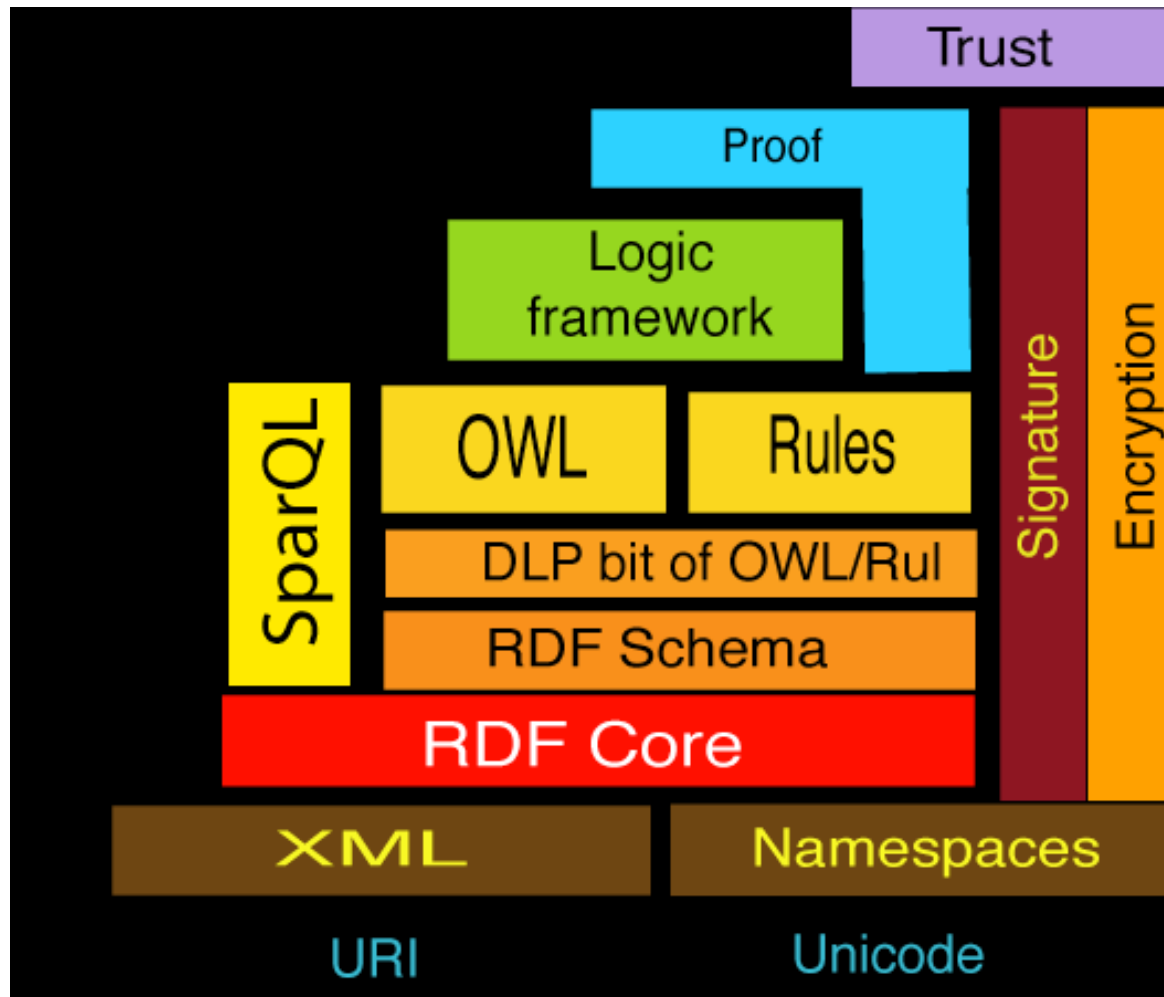 Trust
Proof
Logic
framework
Signature
Encryption
SparQL
OWL
Rules
DLP bit of OWL/Rul
RDF Schema
RDF Core
XML
Namespaces
URI
Unicode